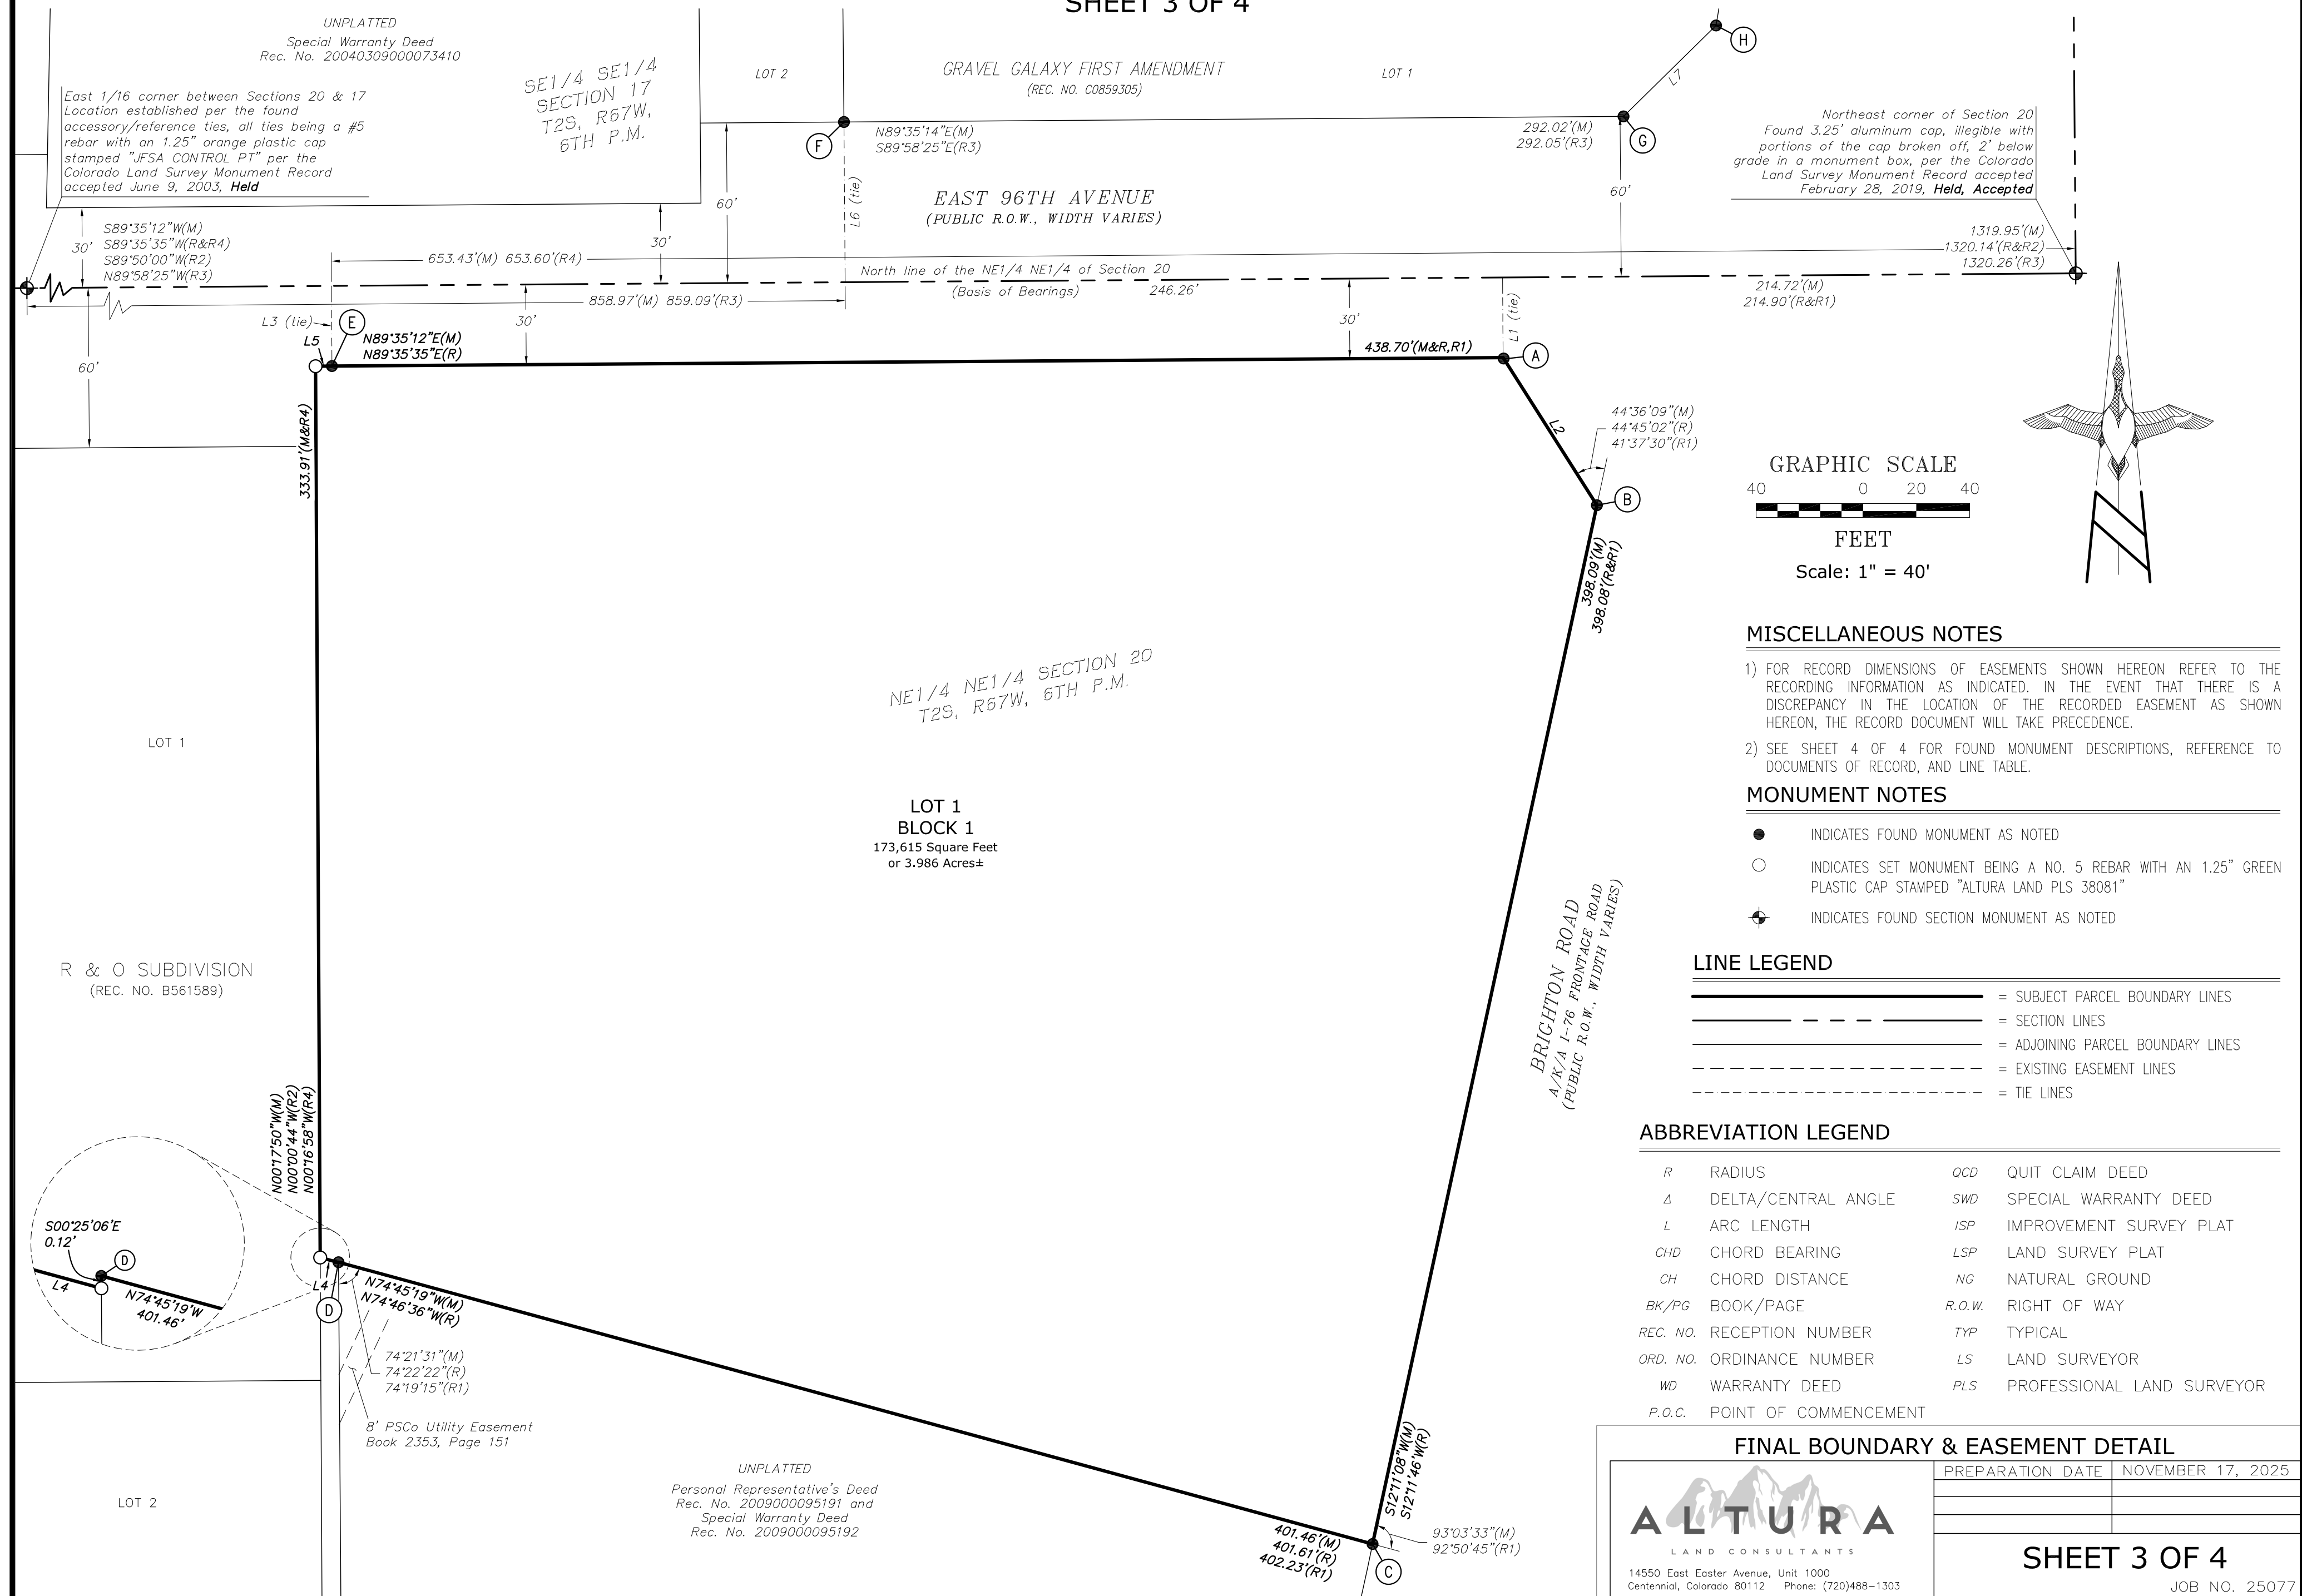 SHEET 3 OF 4
UNPLATTED
Special Warranty Deed
Rec. No. 20040309000073410
East 1/16 corner between Sections 20 & 17
Location established per the found
accessory/reference ties, all ties being a #5
rebar with an 1.25" orange plastic cap
stamped "JFSA CONTROL PT" per the
Colorado Land Survey Monument Record
accepted June 9, 2003, Held
SE1/4 SE1/4
SECTION 17
T2S, R67W,
6TH P.M.
LOT 2
GRAVEL GALAXY FIRST AMENDMENT
(REC. NO. C0859305)
LOT 1
L7
H
F
N89°35'14"E(M)
S89°58'25"E(R3)
292.02'(M)
292.05'(R3)
G
Northeast corner of Section 20
Found 3.25' aluminum cap, illegible with
portions of the cap broken off, 2' below
grade in a monument box, per the Colorado
Land Survey Monument Record accepted
February 28, 2019, Held, Accepted
60'
L6 (tie)
EAST 96TH AVENUE
(PUBLIC R.O.W., WIDTH VARIES)
60'
30'
S89°35'12"W(M)
S89°35'35"W(R&R4)
S89°50'00"W(R2)
N89°58'25"W(R3)
30'
653.43'(M) 653.60'(R4)
1319.95'(M)
1320.14'(R&R2)
1320.26'(R3)
North line of the NE1/4 NE1/4 of Section 20
(Basis of Bearings)
246.26'
858.97'(M) 859.09'(R3)
214.72'(M)
214.90'(R&R1)
L3 (tie)
E
L5
N89°35'12"E(M)
N89°35'35"E(R)
30'
30'
L1 (tie)
438.70'(M&R,R1)
A
60'
333.91'(M&R4)
L2
44°36'09"(M)
44°45'02"(R)
41°37'30"(R1)
B
398.09'(M)
398.08'(R&R1)
GRAPHIC SCALE
40 0 20 40
FEET
Scale: 1" = 40'
NE1/4 NE1/4 SECTION 20
T2S, R67W, 6TH P.M.
LOT 1
LOT 1
BLOCK 1
173,615 Square Feet
or 3.986 Acres±
R & O SUBDIVISION
(REC. NO. B561589)
BRIGHTON ROAD
A/K/A I-76 FRONTAGE ROAD
(PUBLIC R.O.W., WIDTH VARIES)
N00°17'50"W(M)
N00°00'44"W(R2)
N00°16'58"W(R4)
S00°25'06'E
0.12'
D
L4
N74°45'19'W
401.46'
L4
D
N74°45'19"W(M)
N74°46'36"W(R)
74°21'31"(M)
74°22'22"(R)
74°19'15"(R1)
8' PSCo Utility Easement
Book 2353, Page 151
LOT 2
UNPLATTED
Personal Representative's Deed
Rec. No. 2009000095191 and
Special Warranty Deed
Rec. No. 2009000095192
S12°11'08"W(M)
S12°11'46"W(R)
401.46'(M)
401.61'(R)
402.23'(R1)
93°03'33"(M)
92°50'45"(R1)
C
MISCELLANEOUS NOTES
1) FOR RECORD DIMENSIONS OF EASEMENTS SHOWN HEREON REFER TO THE
RECORDING INFORMATION AS INDICATED. IN THE EVENT THAT THERE IS A
DISCREPANCY IN THE LOCATION OF THE RECORDED EASEMENT AS SHOWN
HEREON, THE RECORD DOCUMENT WILL TAKE PRECEDENCE.
2) SEE SHEET 4 OF 4 FOR FOUND MONUMENT DESCRIPTIONS, REFERENCE TO
DOCUMENTS OF RECORD, AND LINE TABLE.
MONUMENT NOTES
INDICATES FOUND MONUMENT AS NOTED
INDICATES SET MONUMENT BEING A NO. 5 REBAR WITH AN 1.25" GREEN
PLASTIC CAP STAMPED "ALTURA LAND PLS 38081"
INDICATES FOUND SECTION MONUMENT AS NOTED
LINE LEGEND
= SUBJECT PARCEL BOUNDARY LINES
= SECTION LINES
= ADJOINING PARCEL BOUNDARY LINES
= EXISTING EASEMENT LINES
= TIE LINES
ABBREVIATION LEGEND
R RADIUS QCD QUIT CLAIM DEED
Δ DELTA/CENTRAL ANGLE SWD SPECIAL WARRANTY DEED
L ARC LENGTH ISP IMPROVEMENT SURVEY PLAT
CHD CHORD BEARING LSP LAND SURVEY PLAT
CH CHORD DISTANCE NG NATURAL GROUND
BK/PG BOOK/PAGE R.O.W. RIGHT OF WAY
REC. NO. RECEPTION NUMBER TYP TYPICAL
ORD. NO. ORDINANCE NUMBER LS LAND SURVEYOR
WD WARRANTY DEED PLS PROFESSIONAL LAND SURVEYOR
P.O.C. POINT OF COMMENCEMENT
FINAL BOUNDARY & EASEMENT DETAIL
ALTURA
LAND CONSULTANTS
14550 East Easter Avenue, Unit 1000
Centennial, Colorado 80112 Phone: (720)488-1303
PREPARATION DATE NOVEMBER 17, 2025
SHEET 3 OF 4
JOB NO. 25077